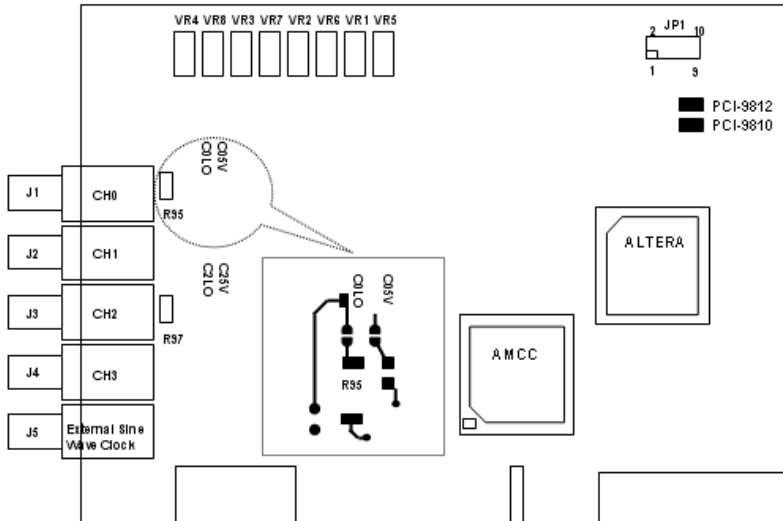 VR4 VR8 VR3 VR7 VR2 VR6 VR1 VR5
JP1
2 10
1 9
PCI-9812
PCI-9810
C0LO
C05V
J1
CH0
R95
J2
CH1
ALTERA
C2LO
C25V
J3
CH2
R97
C0LO
C05V
J4
CH3
R95
AMCC
J5
External Sine
Wave Clock